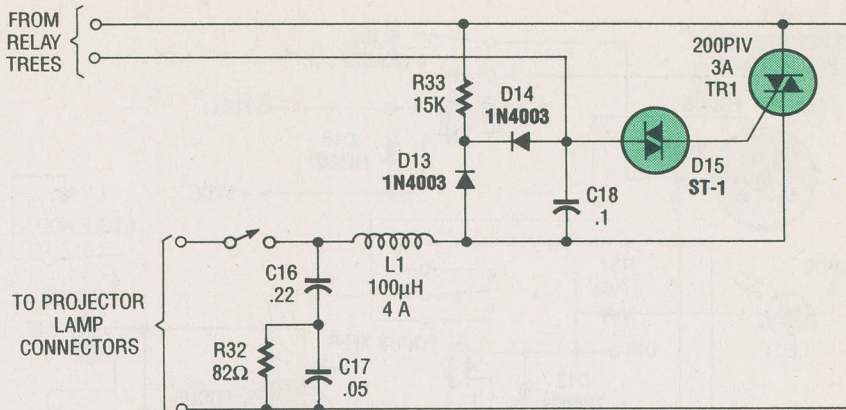 FROM
RELAY
TREES
200PIV
3A
TR1
R33
15K
D14
1N4003
D13
1N4003
D15
ST-1
C18
.1
L1
100µH
4 A
C16
.22
TO PROJECTOR
LAMP
CONNECTORS
R32
82Ω
C17
.05